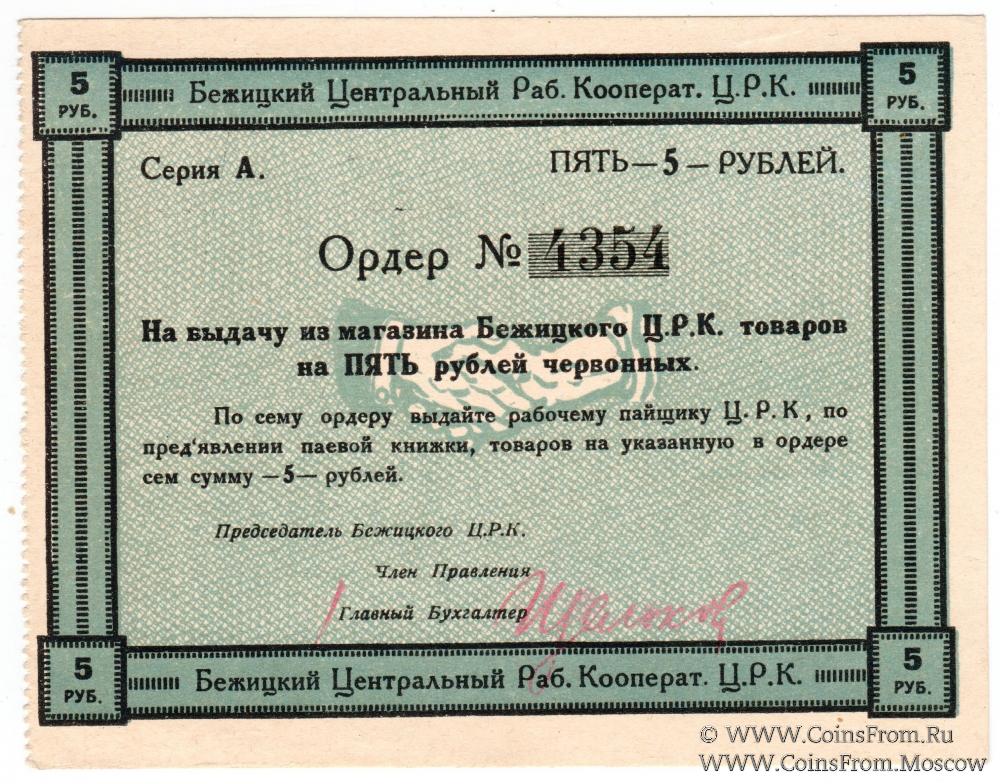 5 РУБ.
Бежицкий Центральный Раб. Кооперат. Ц.Р.К.
5 РУБ.
Серия А.
ПЯТЬ—5—РУБЛЕЙ.
Ордер № 4354
На выдачу из магазина Бежицкого Ц.Р.К. товаров
на ПЯТЬ рублей червонных.
По сему ордеру выдайте рабочему пайщику Ц.Р.К, по
пред‘явлении паевой книжки, товаров на указанную в ордере
сем сумму —5— рублей.
Председатель Бежицкого Ц.Р.К.
Член Правления
Главный Бухгалтер
5 РУБ.
Бежицкий Центральный Раб. Кооперат. Ц.Р.К.
5 РУБ.
© WWW.CoinsFrom.Ru
WWW.CoinsFrom.Moscow